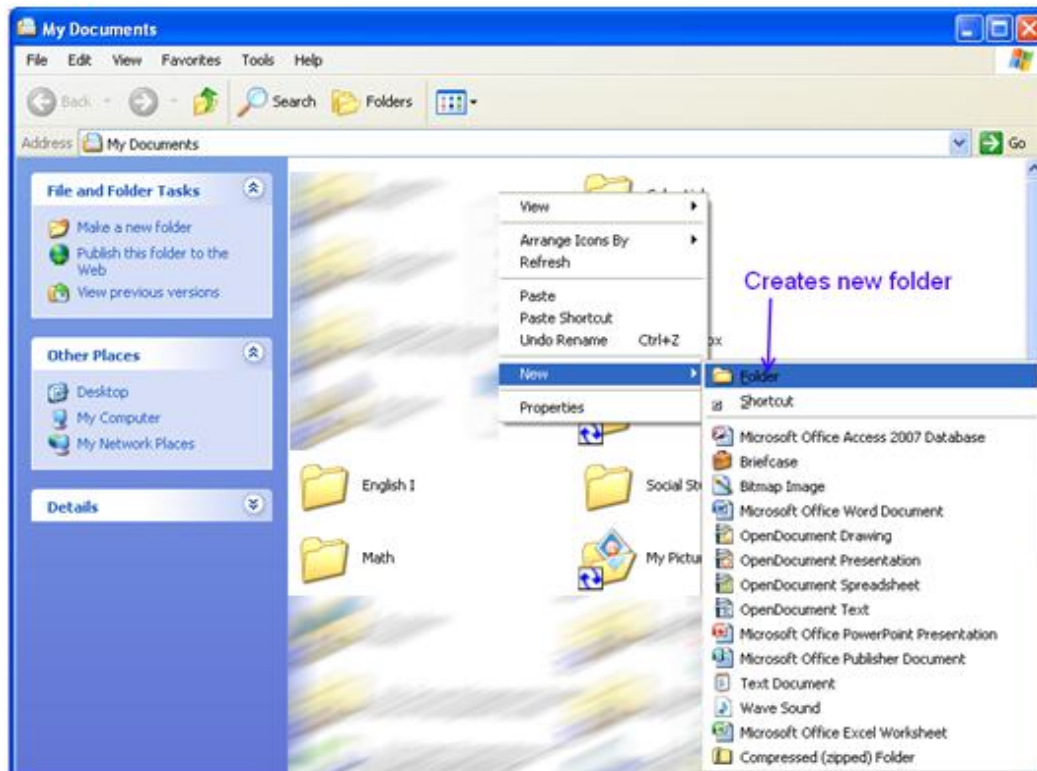 My Documents
File Edit View Favorites Tools Help
Back Search Folders
Address My Documents Go
File and Folder Tasks
Make a new folder
Publish this folder to the
Web
View previous versions
Other Places
Desktop
My Computer
My Network Places
Details
View
Arrange Icons By
Refresh
Paste
Paste Shortcut
Undo Rename Ctrl+Z
New
Properties
Creates new folder
Folder
Shortcut
Microsoft Office Access 2007 Database
Briefcase
Bitmap Image
Microsoft Office Word Document
OpenDocument Drawing
OpenDocument Presentation
OpenDocument Spreadsheet
OpenDocument Text
Microsoft Office PowerPoint Presentation
Microsoft Office Publisher Document
Text Document
Wave Sound
Microsoft Office Excel Worksheet
Compressed (zipped) Folder
English I
Social St
Math
My Pictu